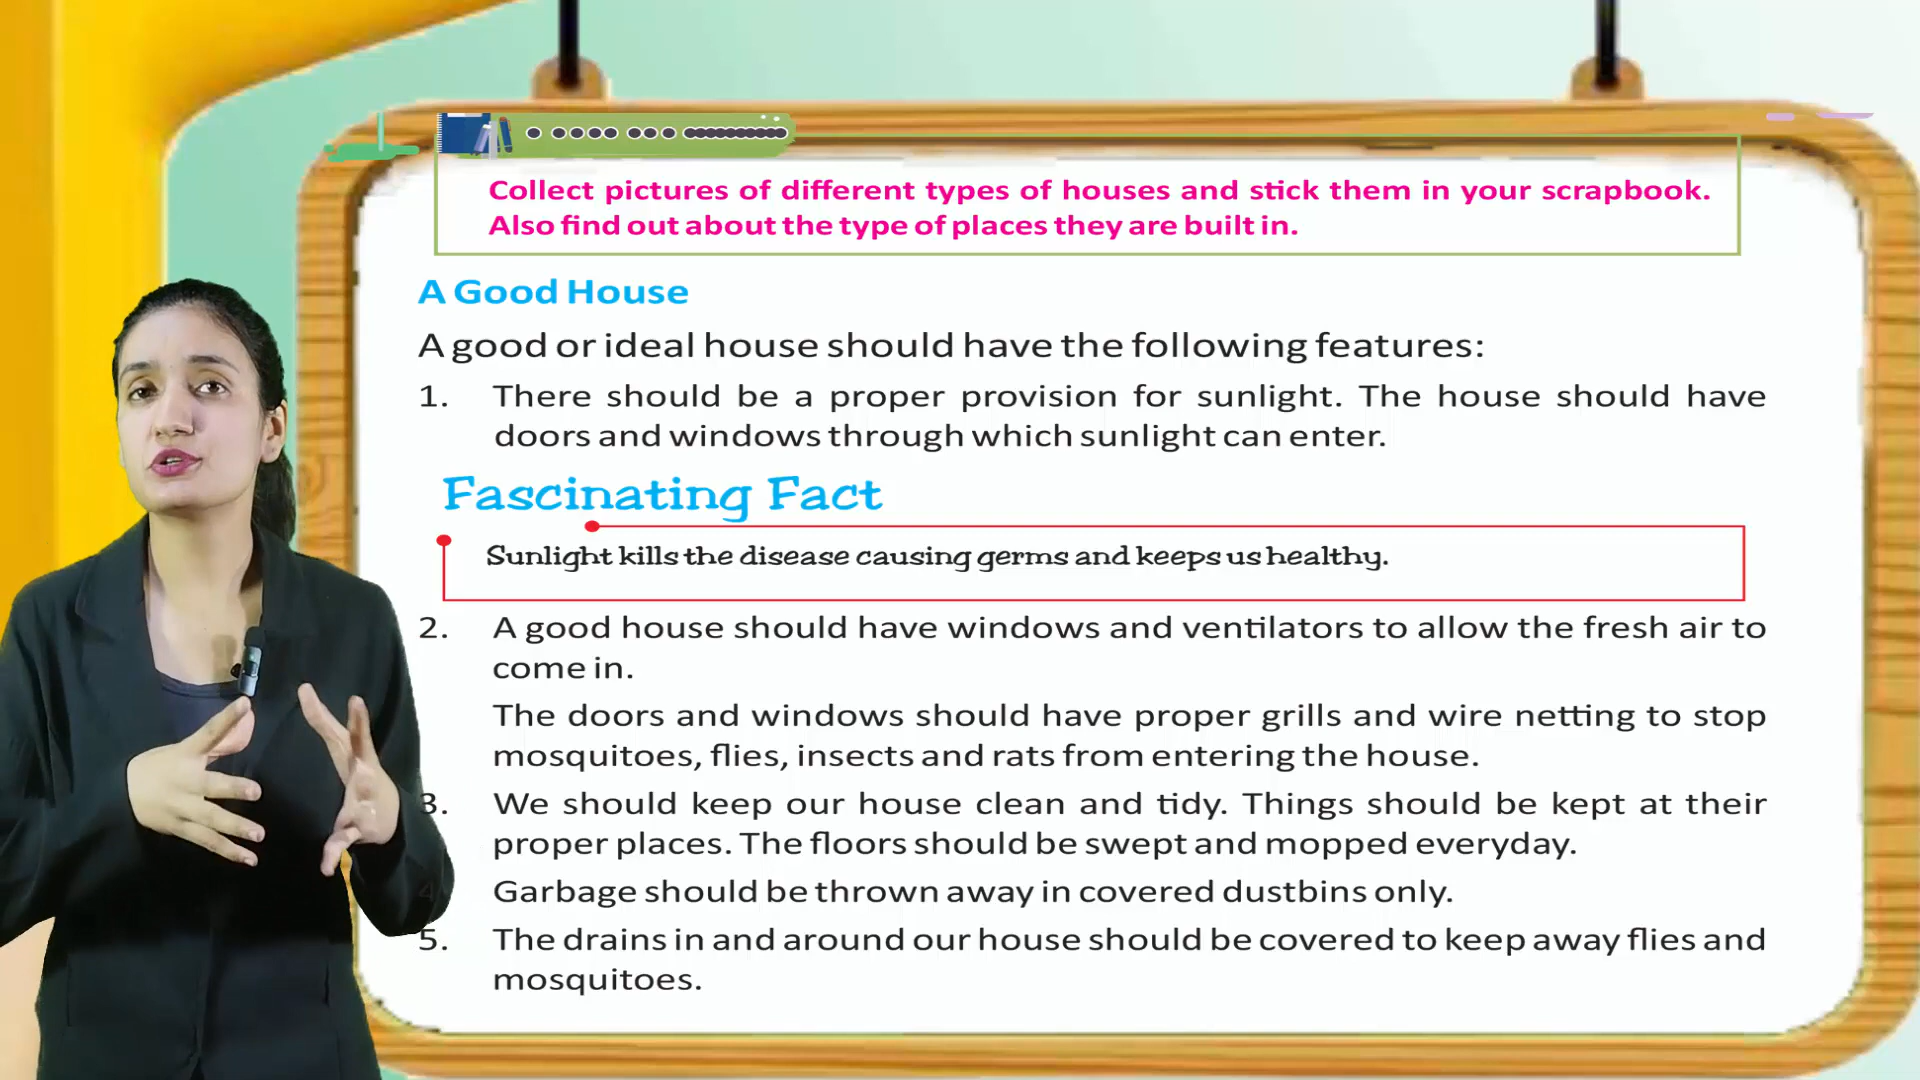 Collect pictures of different types of houses and stick them in your scrapbook.
Also find out about the type of places they are built in.
A Good House
A good or ideal house should have the following features:
1. There should be a proper provision for sunlight. The house should have
doors and windows through which sunlight can enter.
Fascinating Fact
Sunlight kills the disease causing germs and keeps us healthy.
2. A good house should have windows and ventilators to allow the fresh air to
come in.
The doors and windows should have proper grills and wire netting to stop
mosquitoes, flies, insects and rats from entering the house.
3. We should keep our house clean and tidy. Things should be kept at their
proper places. The floors should be swept and mopped everyday.
4. Garbage should be thrown away in covered dustbins only.
5. The drains in and around our house should be covered to keep away flies and
mosquitoes.